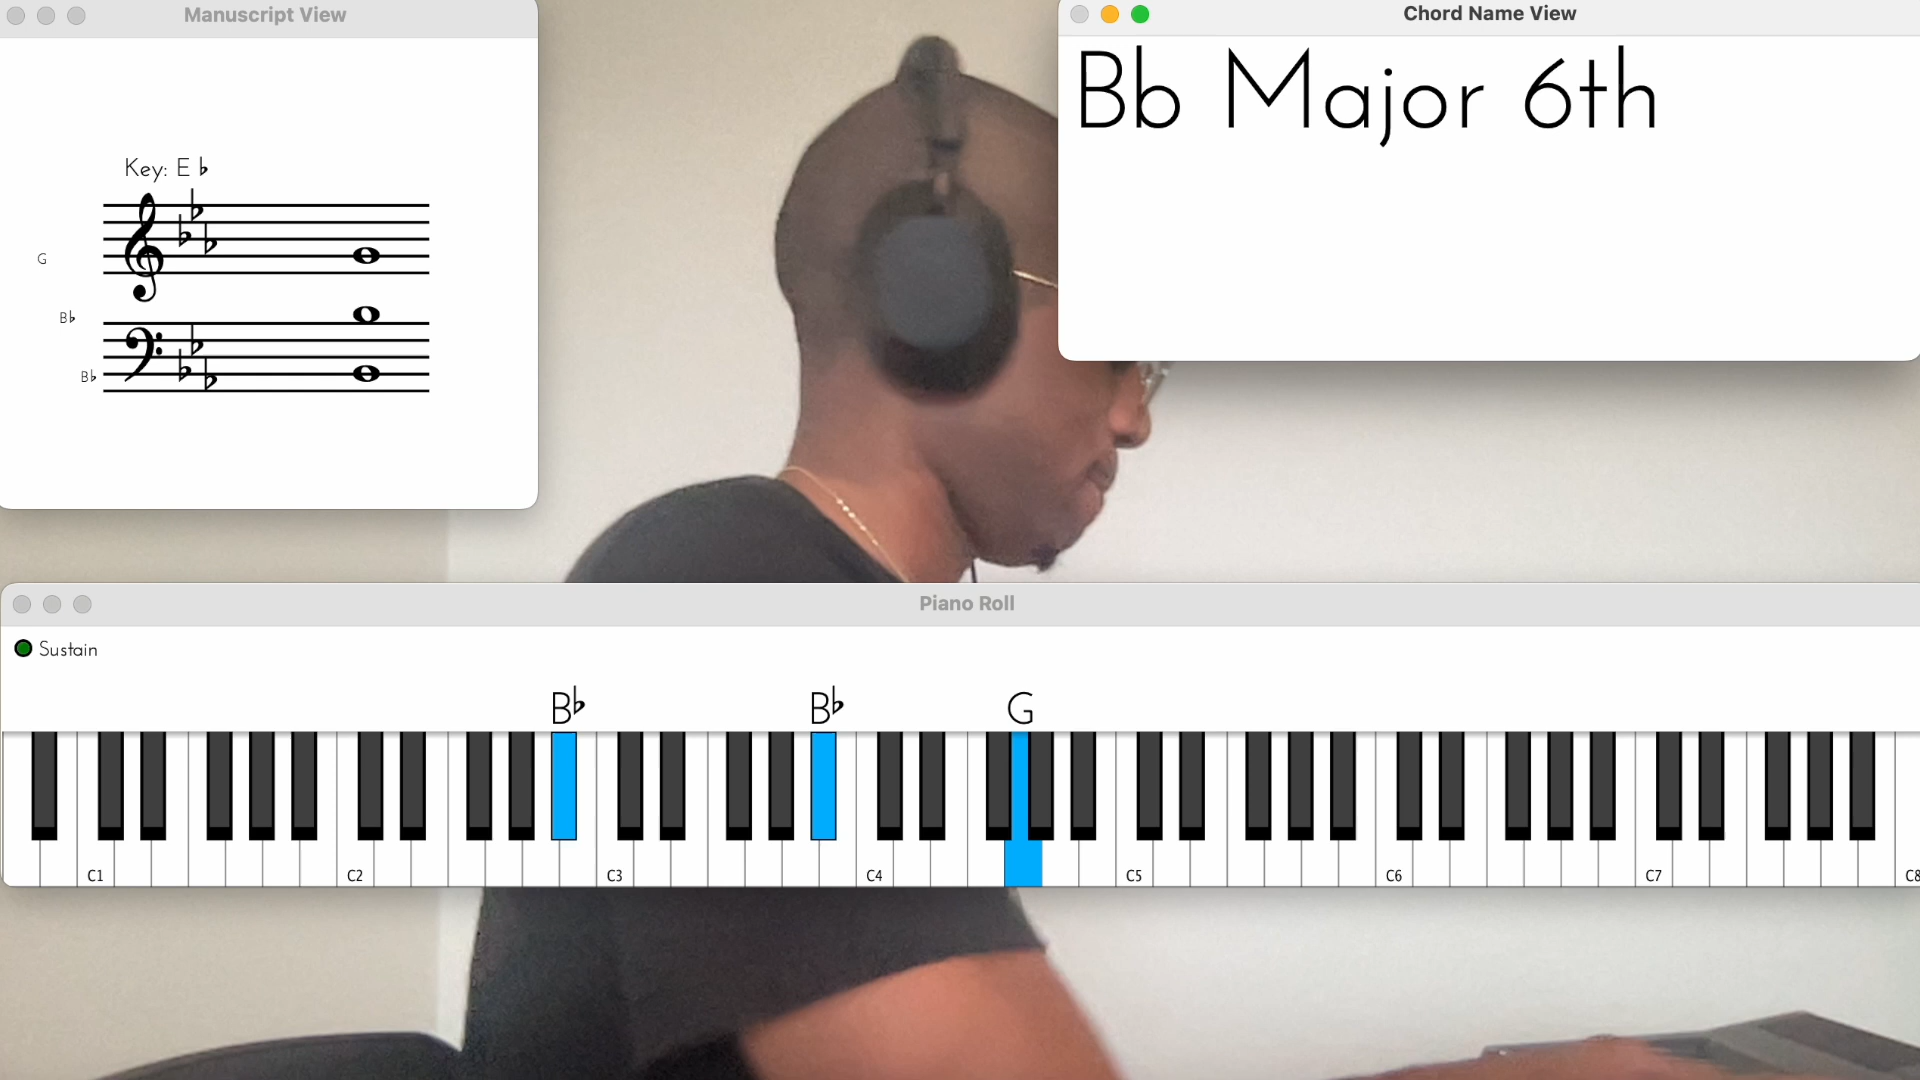 Manuscript View
Key: E♭
G
B♭
B♭
Chord Name View
Bb Major 6th
Piano Roll
Sustain
B♭ B♭ G
C1 C2 C3 C4 C5 C6 C7 C8